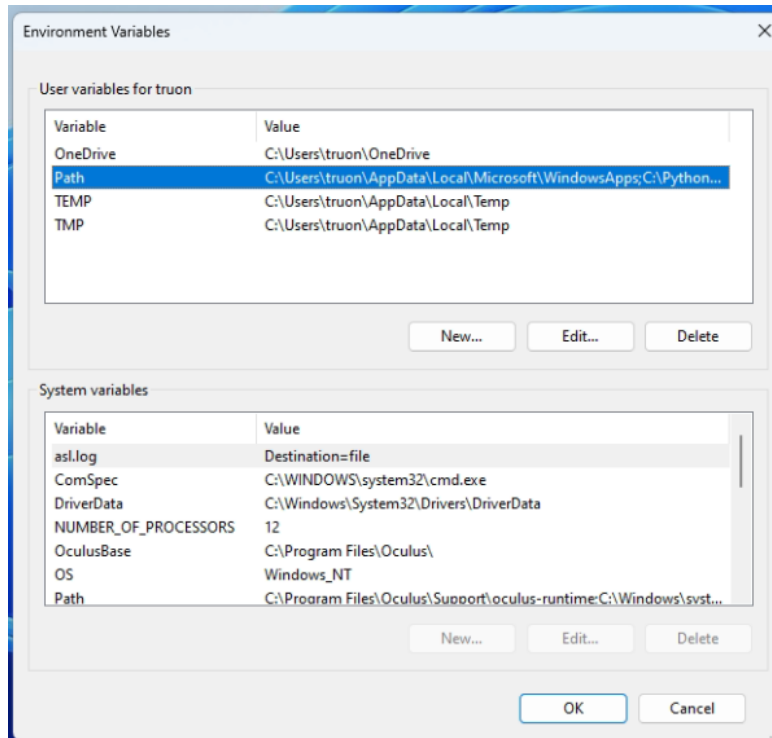 Environment Variables
User variables for truon
Variable Value
OneDrive C:\Users\truon\OneDrive
Path C:\Users\truon\AppData\Local\Microsoft\WindowsApps;C:\Python...
TEMP C:\Users\truon\AppData\Local\Temp
TMP C:\Users\truon\AppData\Local\Temp
New... Edit... Delete
System variables
Variable Value
asl.log Destination=file
ComSpec C:\WINDOWS\system32\cmd.exe
DriverData C:\Windows\System32\Drivers\DriverData
NUMBER_OF_PROCESSORS 12
OculusBase C:\Program Files\Oculus\
OS Windows_NT
Path C:\Program Files\Oculus\Support\oculus-runtime;C:\Windows\syst...
New... Edit... Delete
OK Cancel